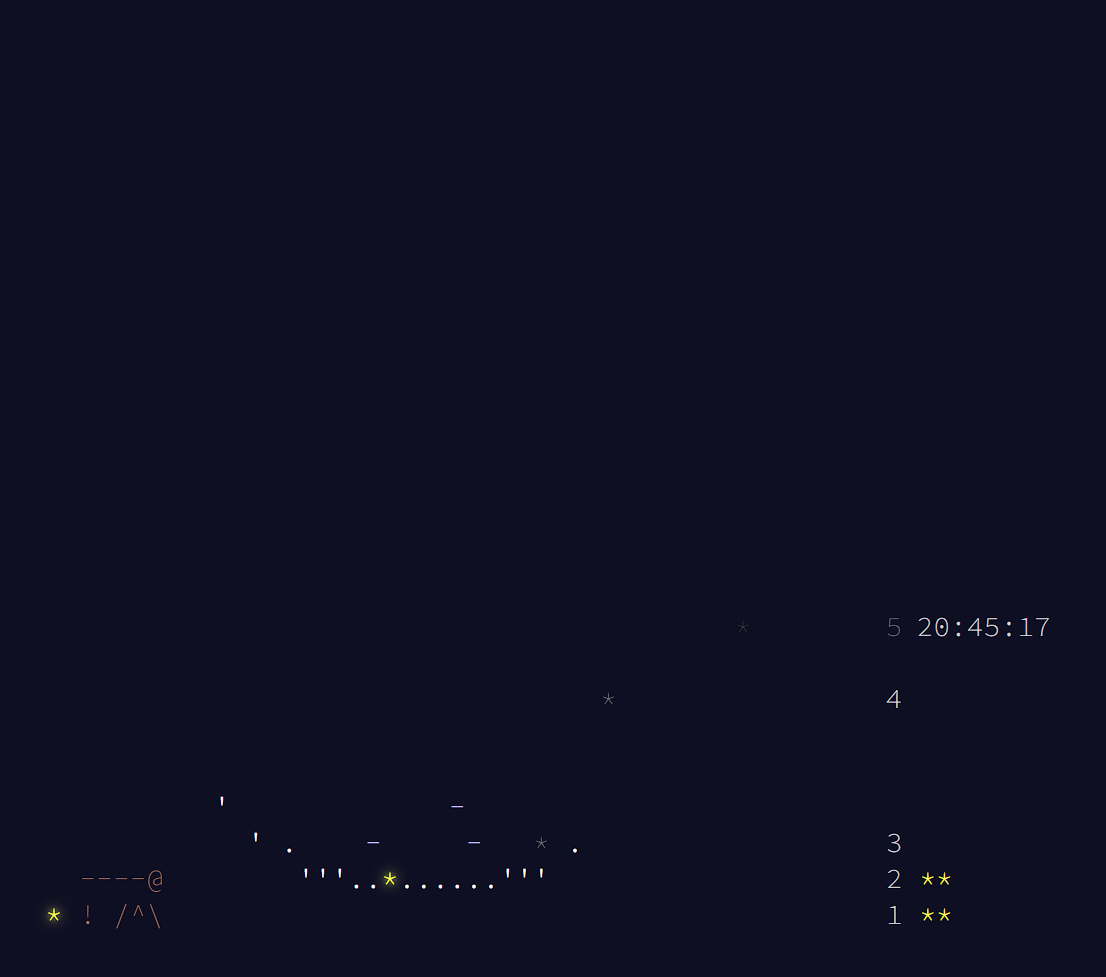 * 5 20:45:17
* 4
' -
' . - - * . 3
----@ '''..*......''' 2 **
* ! /^\ 1 **